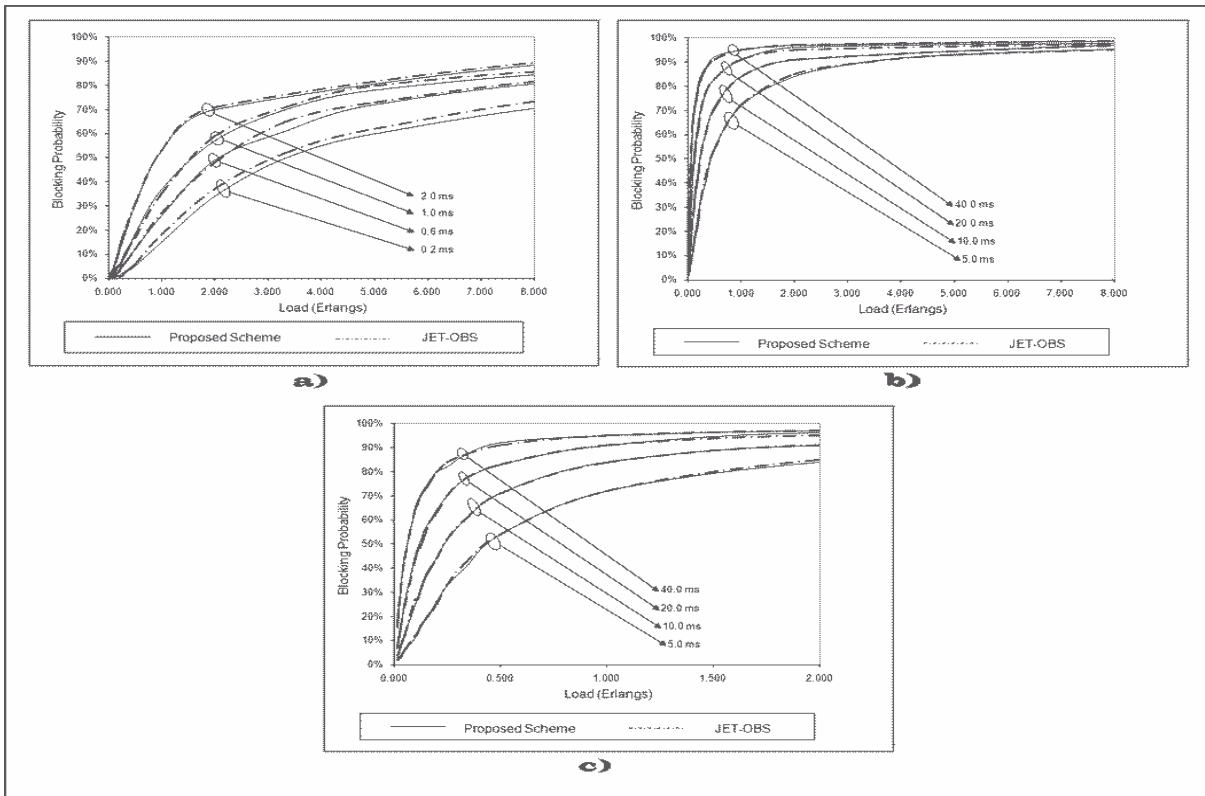 100%
90%
80%
70%
60%
50%
40%
30%
20%
10%
0%
Blocking Probability
2.0 ms
1.0 ms
0.6 ms
0.2 ms
0.000 1.000 2.000 3.000 4.000 5.000 6.000 7.000 8.000
Load (Erlangs)
Proposed Scheme JET-OBS
a)
100%
90%
80%
70%
60%
50%
40%
30%
20%
10%
0%
Blocking Probability
40.0 ms
20.0 ms
10.0 ms
5.0 ms
0.000 1.000 2.000 3.000 4.000 5.000 6.000 7.000 8.000
Load (Erlangs)
Proposed Scheme JET-OBS
b)
100%
90%
80%
70%
60%
50%
40%
30%
20%
10%
0%
Blocking Probability
40.0 ms
20.0 ms
10.0 ms
5.0 ms
0.000 0.500 1.000 1.500 2.000
Load (Erlangs)
Proposed Scheme JET-OBS
c)